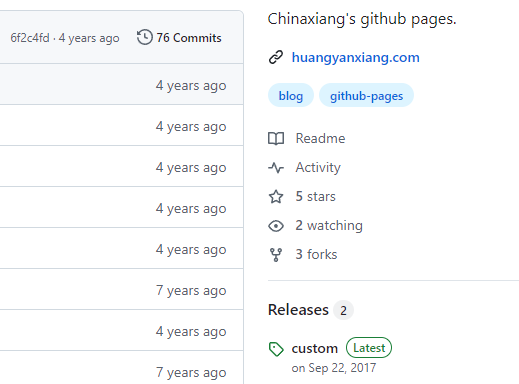 6f2c4fd · 4 years ago 76 Commits
4 years ago
4 years ago
4 years ago
4 years ago
4 years ago
7 years ago
4 years ago
7 years ago
Chinaxiang's github pages.
huangyanxiang.com
blog github-pages
Readme
Activity
5 stars
2 watching
3 forks
Releases 2
custom Latest
on Sep 22, 2017